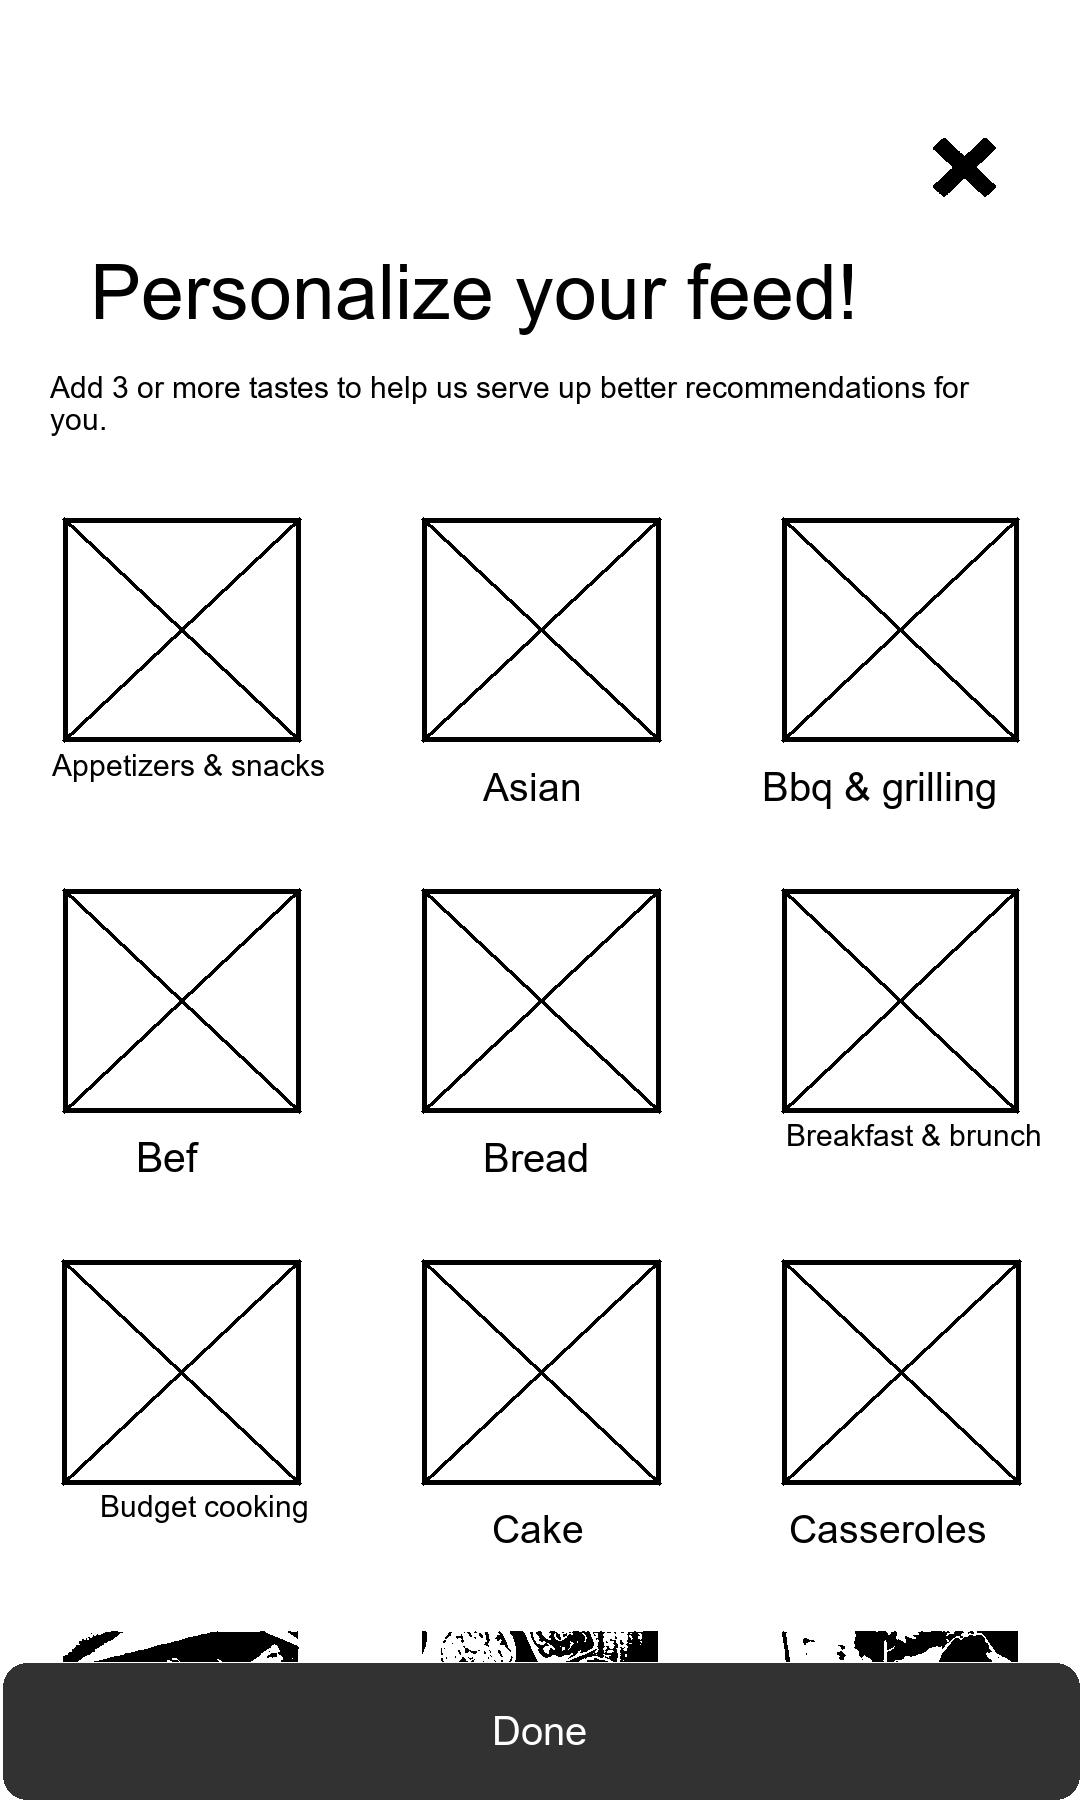 Personalize your feed!
Add 3 or more tastes to help us serve up better recommendations for
you.
Appetizers & snacks
Asian
Bbq & grilling
Bef
Bread
Breakfast & brunch
Budget cooking
Cake
Casseroles
Done